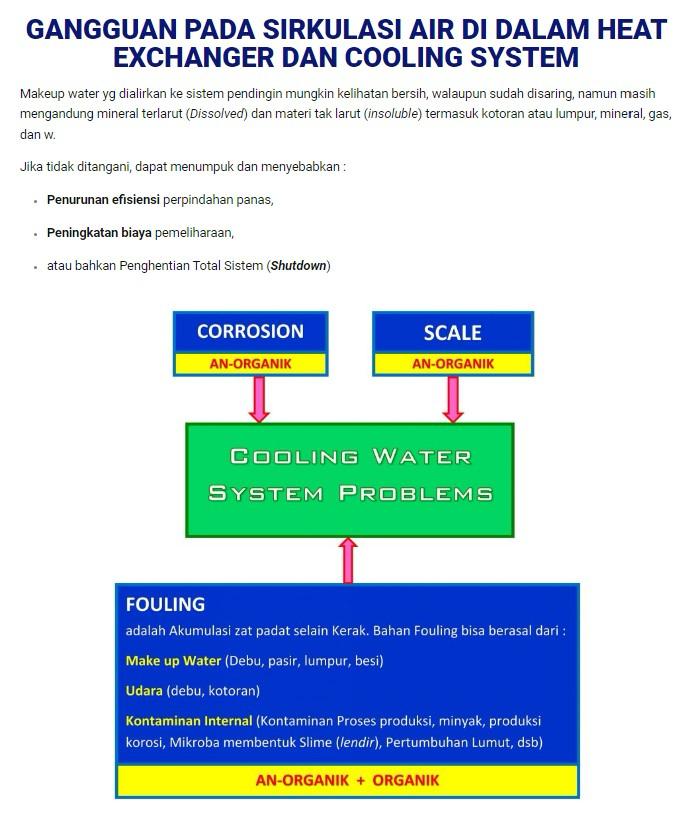 GANGGUAN PADA SIRKULASI AIR DI DALAM HEAT
EXCHANGER DAN COOLING SYSTEM
Makeup water yg dialirkan ke sistem pendingin mungkin kelihatan bersih, walaupun sudah disaring, namun masih
mengandung mineral terlarut (Dissolved) dan materi tak larut (insoluble) termasuk kotoran atau lumpur, mineral, gas,
dan w.
Jika tidak ditangani, dapat menumpuk dan menyebabkan :
• Penurunan efisiensi perpindahan panas,
• Peningkatan biaya pemeliharaan,
• atau bahkan Penghentian Total Sistem (Shutdown)
CORROSION
AN-ORGANIK
SCALE
AN-ORGANIK
COOLING WATER
SYSTEM PROBLEMS
FOULING
adalah Akumulasi zat padat selain Kerak. Bahan Fouling bisa berasal dari :
Make up Water (Debu, pasir, lumpur, besi)
Udara (debu, kotoran)
Kontaminan Internal (Kontaminan Proses produksi, minyak, produksi
korosi, Mikroba membentuk Slime (lendir), Pertumbuhan Lumut, dsb)
AN-ORGANIK + ORGANIK